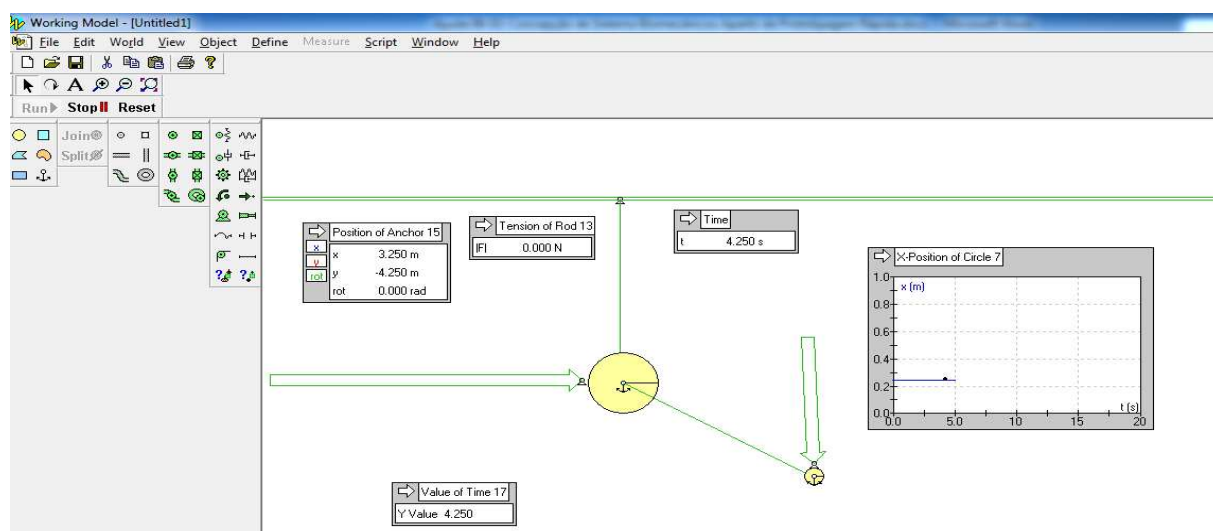 Working Model - [Untitled1]
File Edit World View Object Define Measure Script Window Help
Run Stop Reset
Join
Split
Position of Anchor 15
x x 3.250 m
y y -4.250 m
rot rot 0.000 rad
Tension of Rod 13
|F| 0.000 N
Time
t 4.250 s
X-Position of Circle 7
x (m)
1.0
0.8
0.6
0.4
0.2
0.0
0.0 5.0 10 15 20
t (s)
Value of Time 17
Y Value 4.250